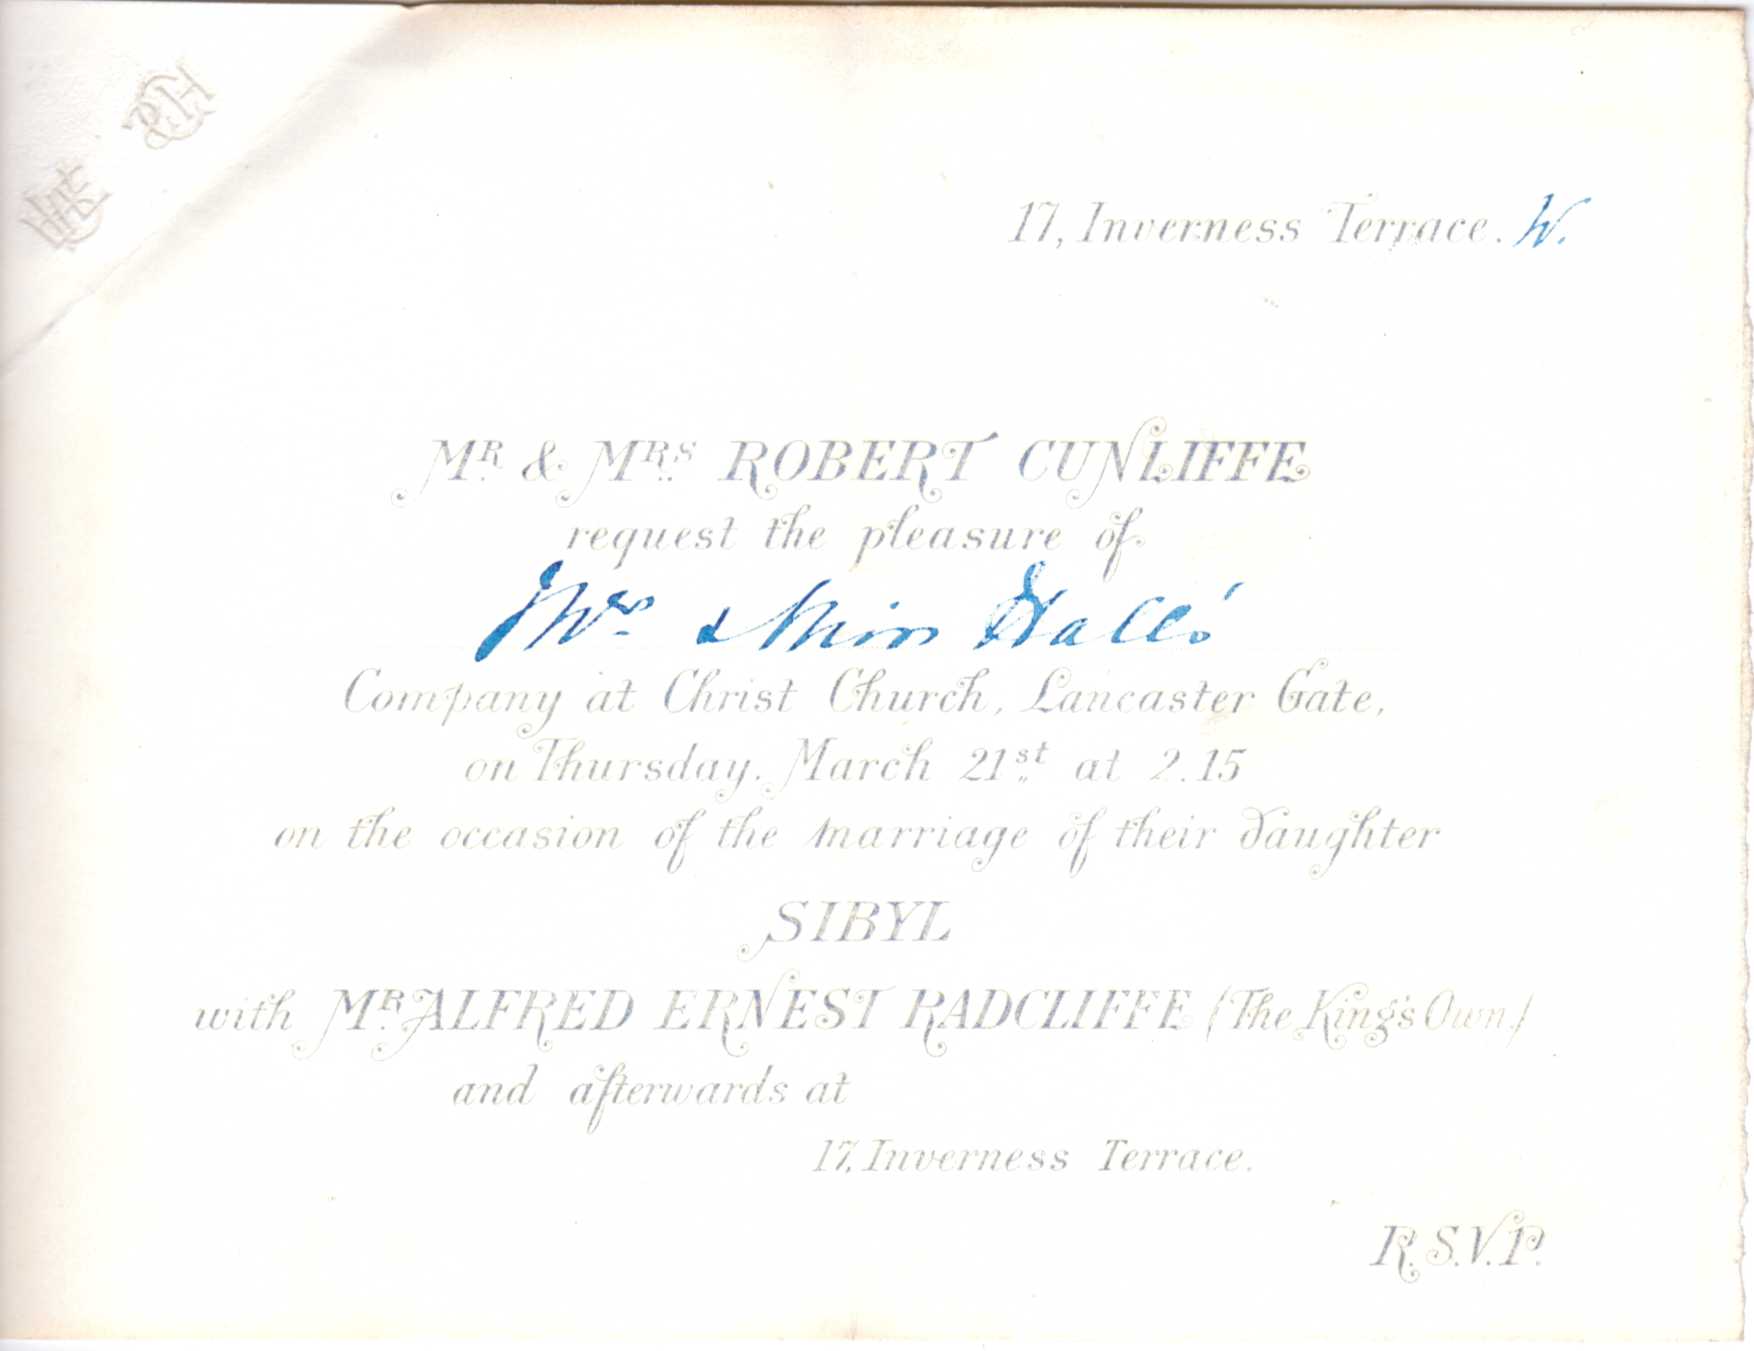 17, Inverness Terrace. W.
Mr. & Mrs. ROBERT CUNLIFFE
request the pleasure of
Mrs. & Miss Hall's
Company at Christ Church, Lancaster Gate,
on Thursday, March 21st at 2.15
on the occasion of the marriage of their daughter
SIBYL
with Mr. ALFRED ERNEST RADCLIFFE (The King's Own,)
and afterwards at
17, Inverness Terrace.
R.S.V.P.